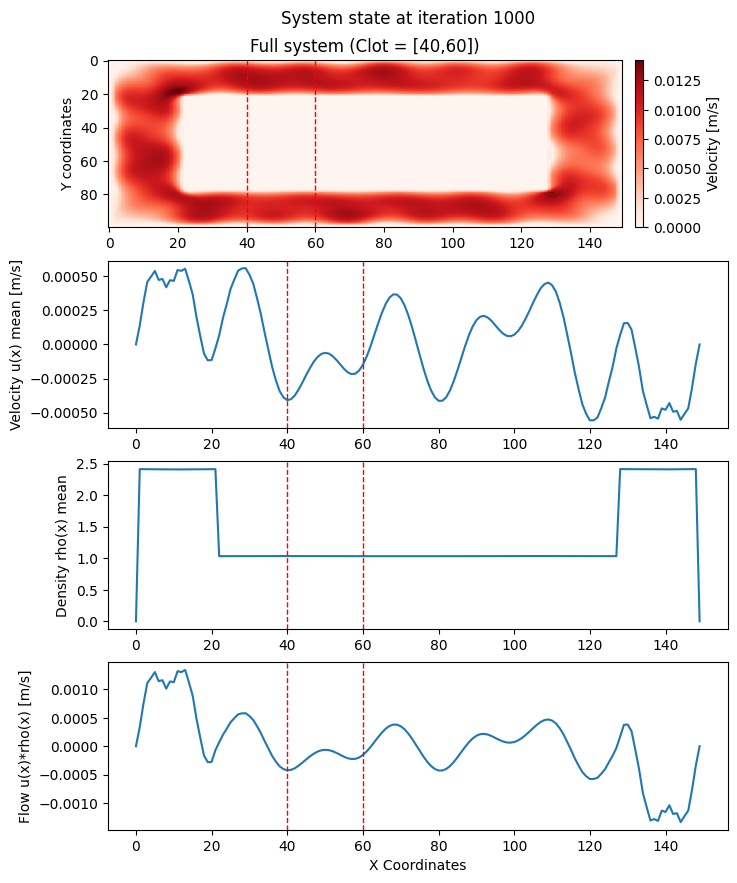 System state at iteration 1000
Full system (Clot = [40,60])
0
20
40
60
80
Y coordinates
0 20 40 60 80 100 120 140
0.0125
0.0100
0.0075
0.0050
0.0025
0.0000
Velocity [m/s]
0.00050
0.00025
0.00000
−0.00025
−0.00050
Velocity u(x) mean [m/s]
0 20 40 60 80 100 120 140
2.5
2.0
1.5
1.0
0.5
0.0
Density rho(x) mean
0 20 40 60 80 100 120 140
0.0010
0.0005
0.0000
−0.0005
−0.0010
Flow u(x)*rho(x) [m/s]
0 20 40 60 80 100 120 140
X Coordinates